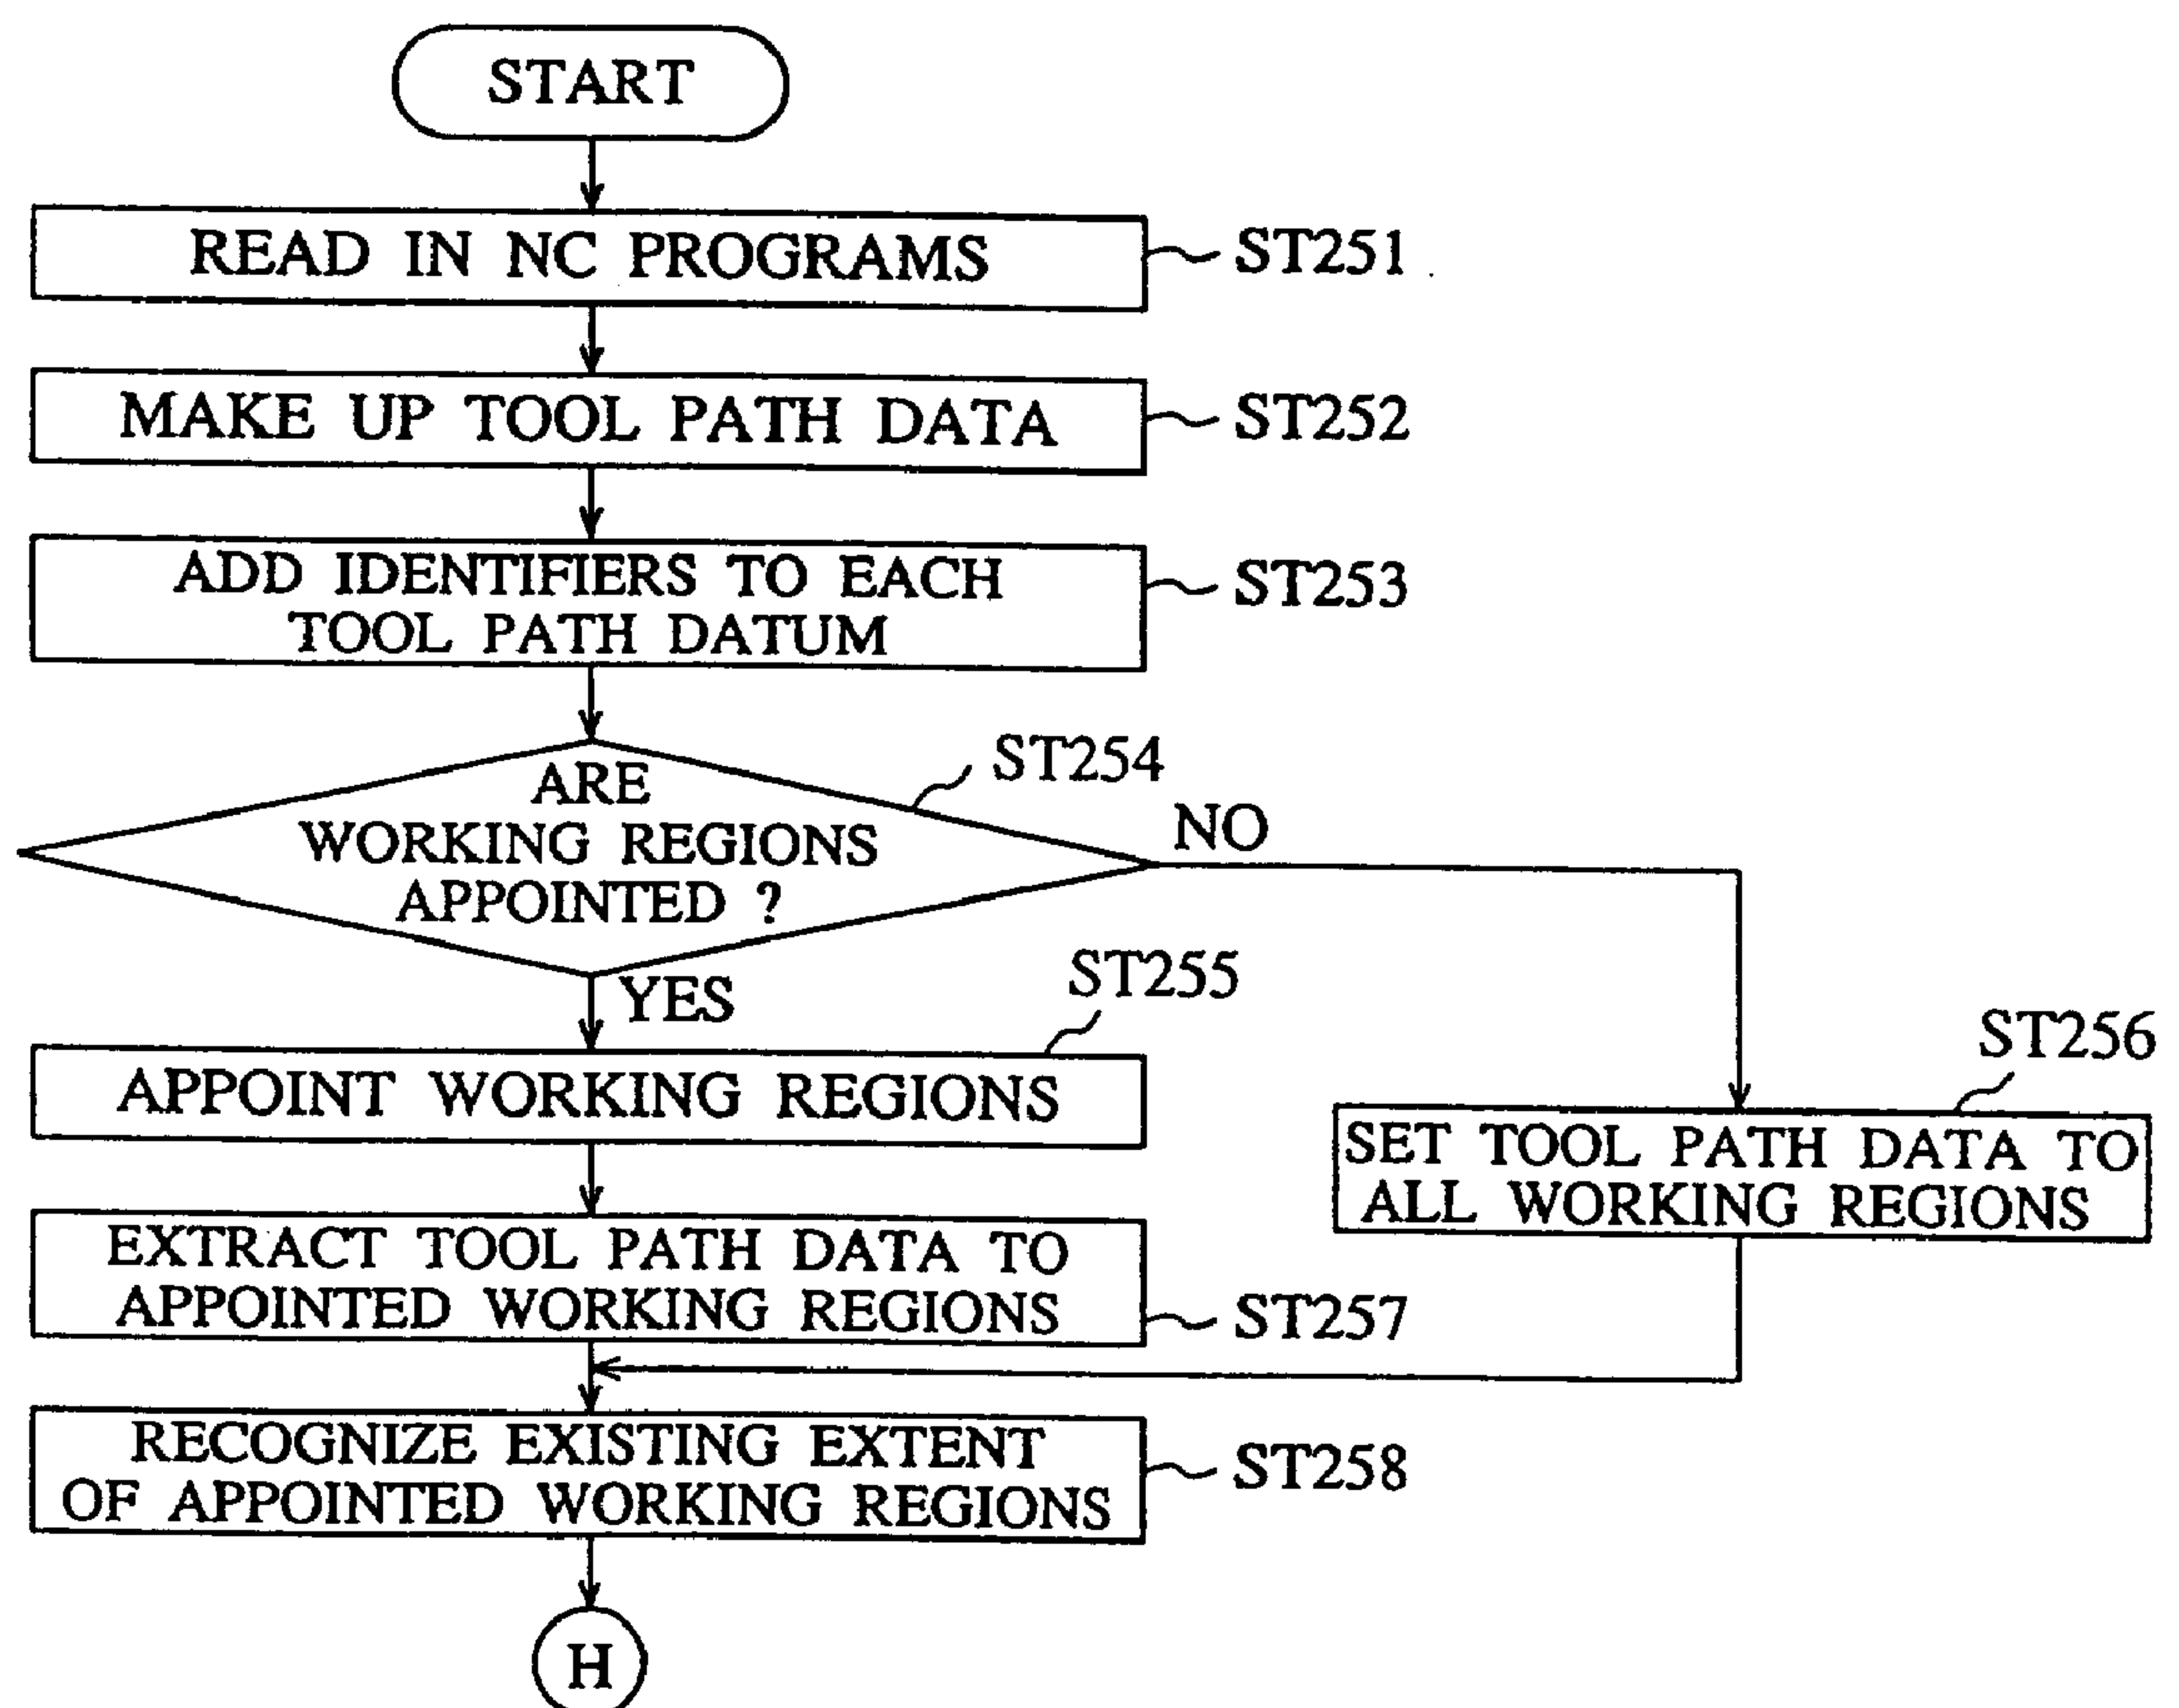 START
READ IN NC PROGRAMS
ST251
MAKE UP TOOL PATH DATA
ST252
ADD IDENTIFIERS TO EACH
TOOL PATH DATUM
ST253
ARE
WORKING REGIONS
APPOINTED ?
ST254
NO
YES
ST255
APPOINT WORKING REGIONS
ST256
SET TOOL PATH DATA TO
ALL WORKING REGIONS
EXTRACT TOOL PATH DATA TO
APPOINTED WORKING REGIONS
ST257
RECOGNIZE EXISTING EXTENT
OF APPOINTED WORKING REGIONS
ST258
H